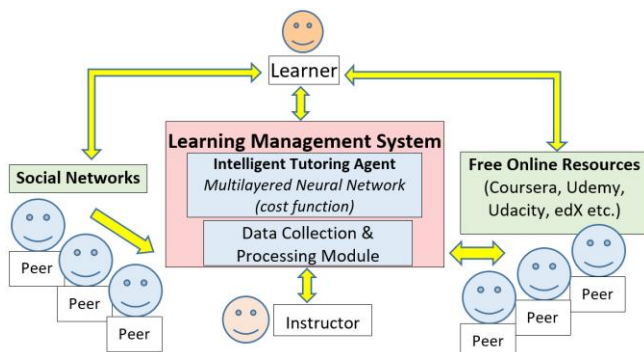 Learner
Learning Management System
Intelligent Tutoring Agent
Multilayered Neural Network
(cost function)
Data Collection &
Processing Module
Social Networks
Peer
Peer
Peer
Free Online Resources
(Coursera, Udemy,
Udacity, edX etc.)
Peer
Peer
Peer
Instructor